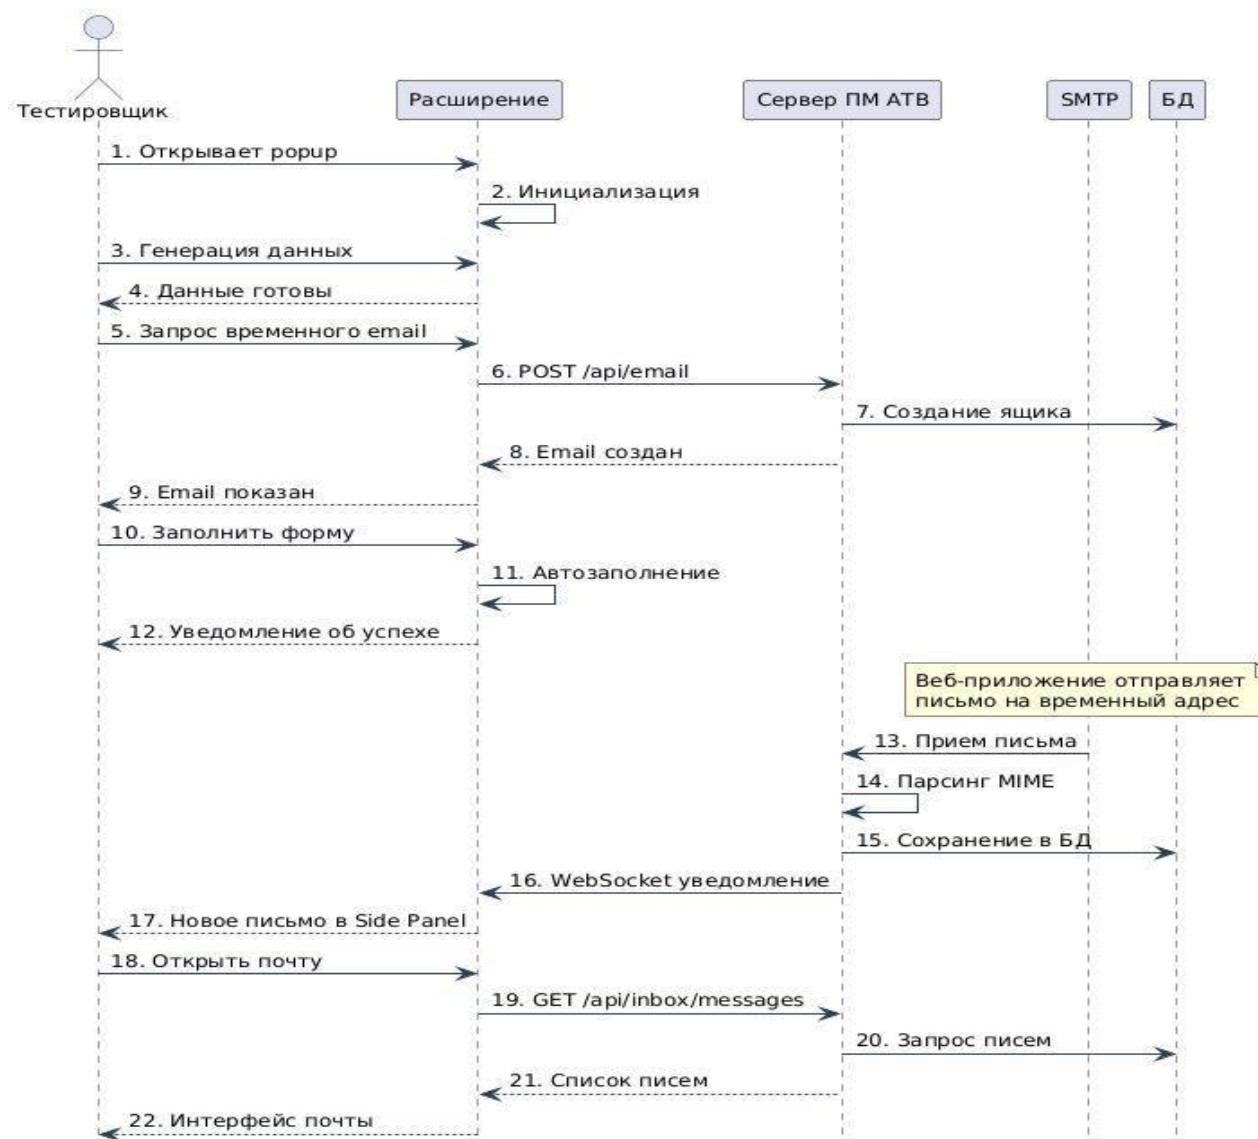 Тестировщик
Расширение
Сервер ПМ АТВ
SMTP
БД
1. Открывает popup
2. Инициализация
3. Генерация данных
4. Данные готовы
5. Запрос временного email
6. POST /api/email
7. Создание ящика
8. Email создан
9. Email показан
10. Заполнить форму
11. Автозаполнение
12. Уведомление об успехе
Веб-приложение отправляет
письмо на временный адрес
13. Прием письма
14. Парсинг MIME
15. Сохранение в БД
16. WebSocket уведомление
17. Новое письмо в Side Panel
18. Открыть почту
19. GET /api/inbox/messages
20. Запрос писем
21. Список писем
22. Интерфейс почты